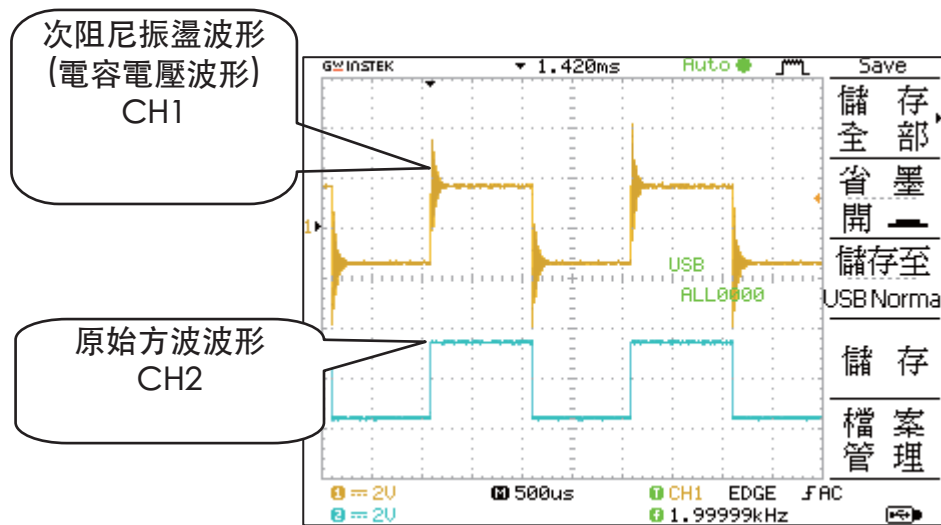 次阻尼振盪波形
(電容電壓波形)
CH1
原始方波波形
CH2
GW INSTEK 1.420ms Auto Save
儲存
全部
省墨
開
儲存至
USB Norma
儲存
檔案
管理
1
USB
ALL0000
1 2V M 500us T CH1 EDGE AC
2 2V f 1.99999kHz